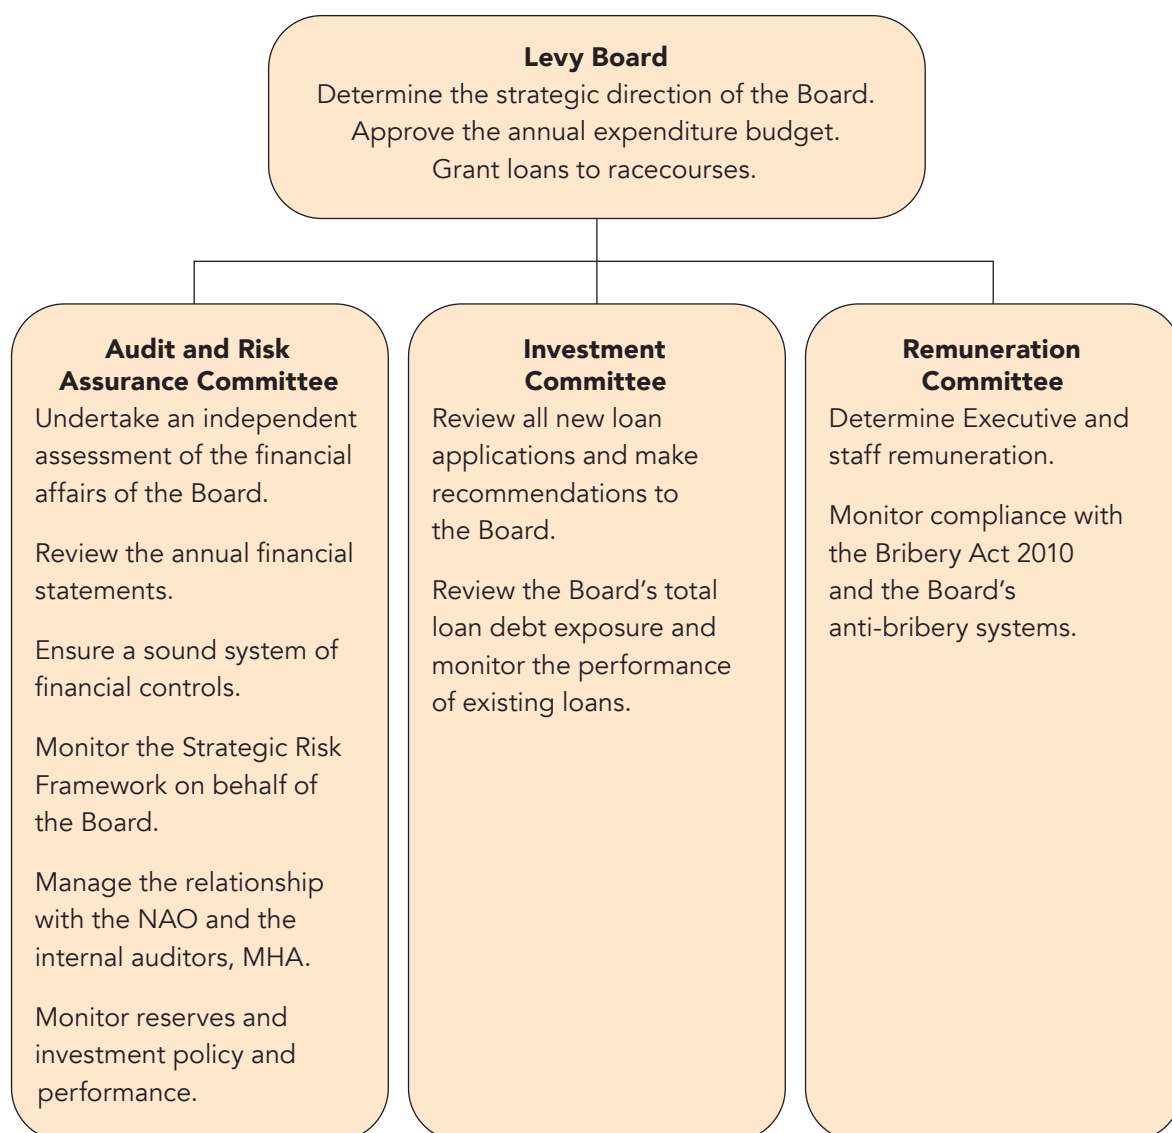 Levy Board
Determine the strategic direction of the Board.
Approve the annual expenditure budget.
Grant loans to racecourses.
Audit and Risk
Assurance Committee
Undertake an independent
assessment of the financial
affairs of the Board.
Review the annual financial
statements.
Ensure a sound system of
financial controls.
Monitor the Strategic Risk
Framework on behalf of
the Board.
Manage the relationship
with the NAO and the
internal auditors, MHA.
Monitor reserves and
investment policy and
performance.
Investment
Committee
Review all new loan
applications and make
recommendations to
the Board.
Review the Board’s total
loan debt exposure and
monitor the performance
of existing loans.
Remuneration
Committee
Determine Executive and
staff remuneration.
Monitor compliance with
the Bribery Act 2010
and the Board’s
anti-bribery systems.